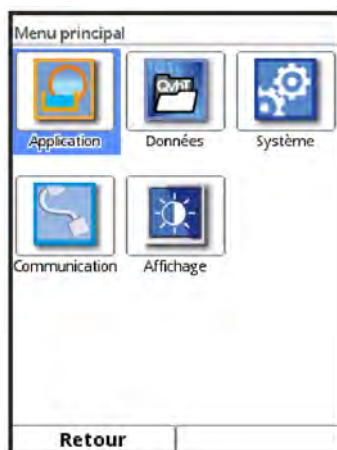 Menu principal
Application Données Système
Communication Affichage
Retour